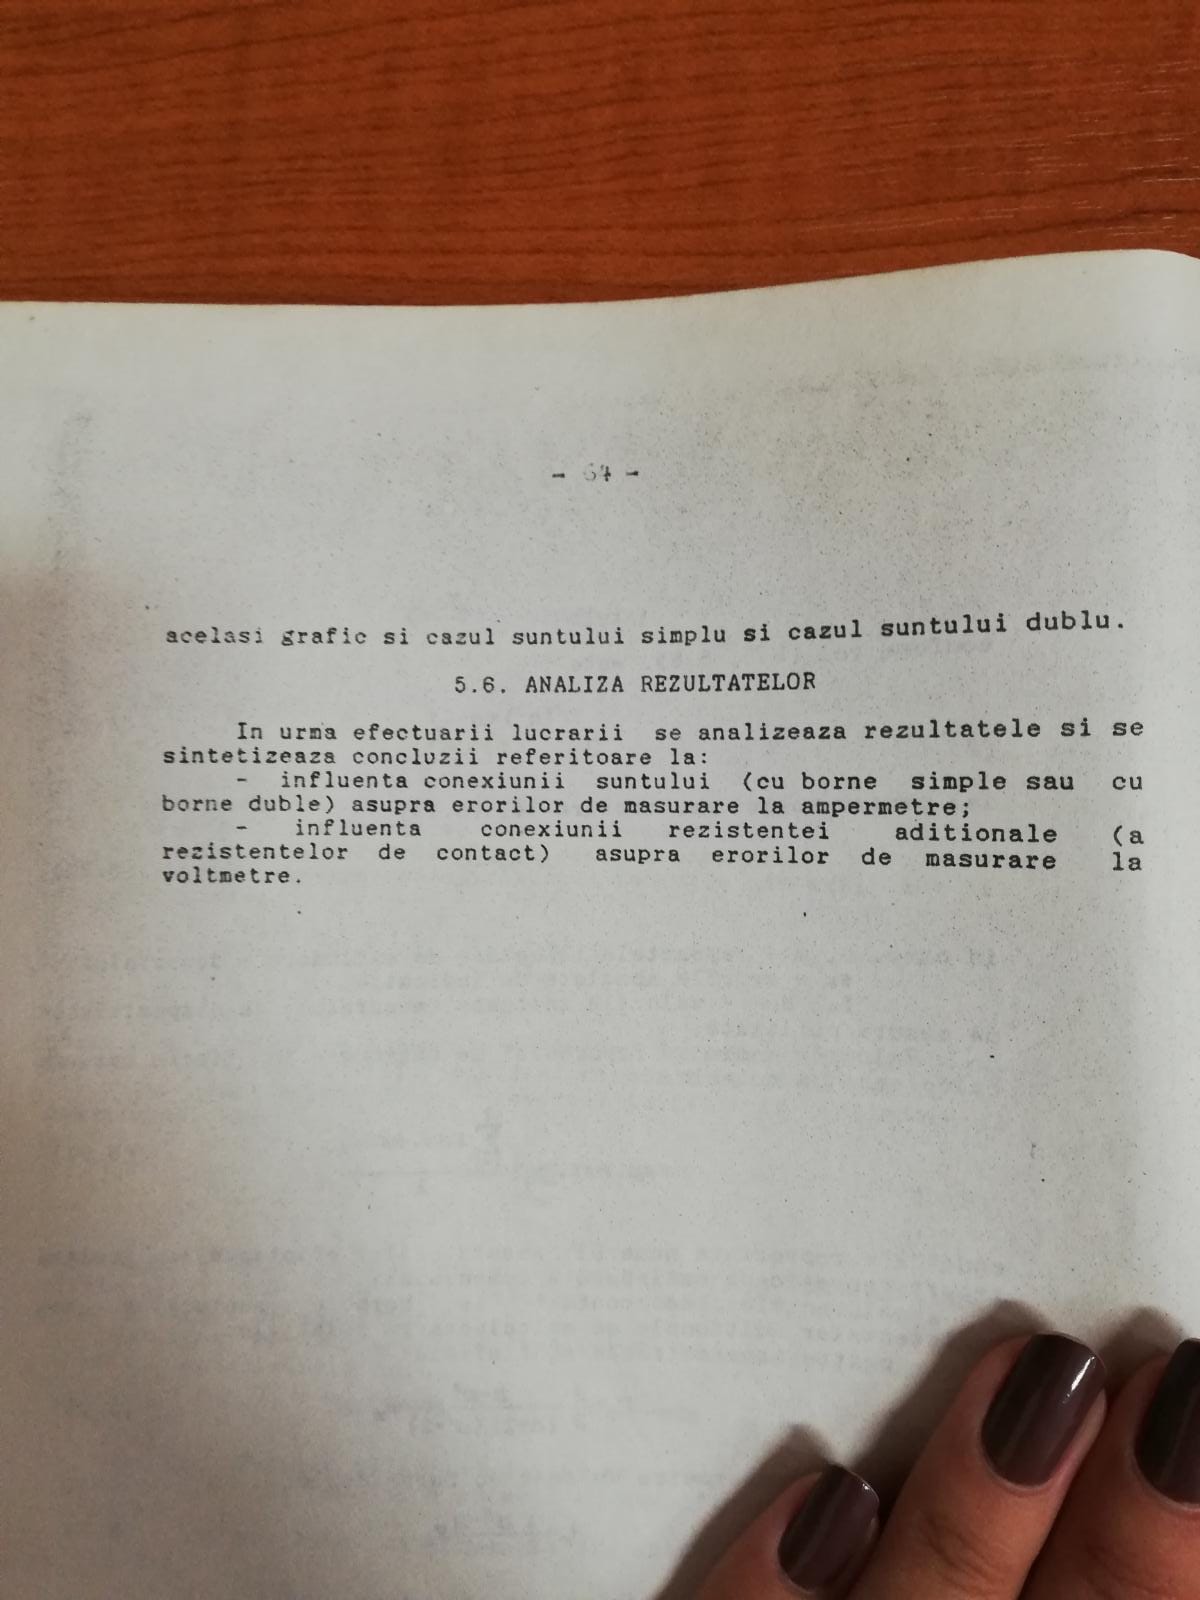 - 64 -
acelasi grafic si cazul suntului simplu si cazul suntului dublu.
5.6. ANALIZA REZULTATELOR
In urma efectuarii lucrarii se analizeaza rezultatele si se
sintetizeaza concluzii referitoare la:
- influenta conexiunii suntului (cu borne simple sau cu
borne duble) asupra erorilor de masurare la ampermetre;
- influenta conexiunii rezistentei aditionale (a
rezistentelor de contact) asupra erorilor de masurare la
voltmetre.